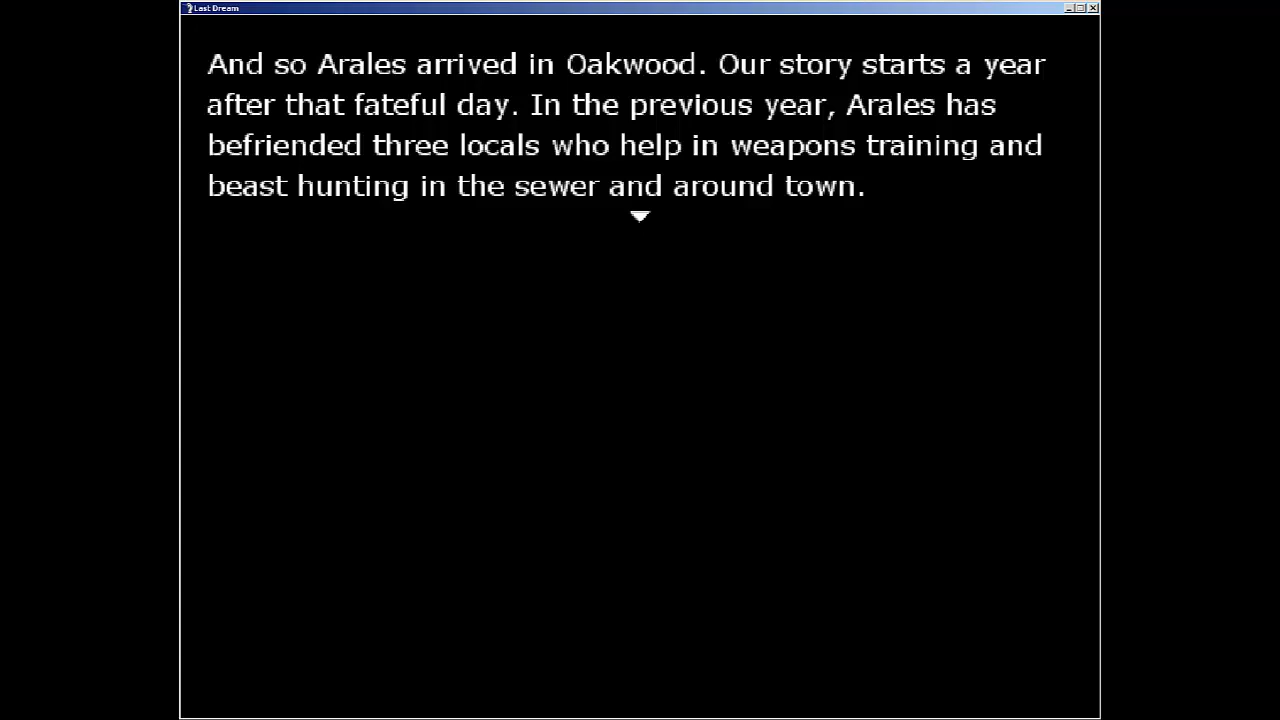 Last Dream
And so Arales arrived in Oakwood. Our story starts a year
after that fateful day. In the previous year, Arales has
befriended three locals who help in weapons training and
beast hunting in the sewer and around town.